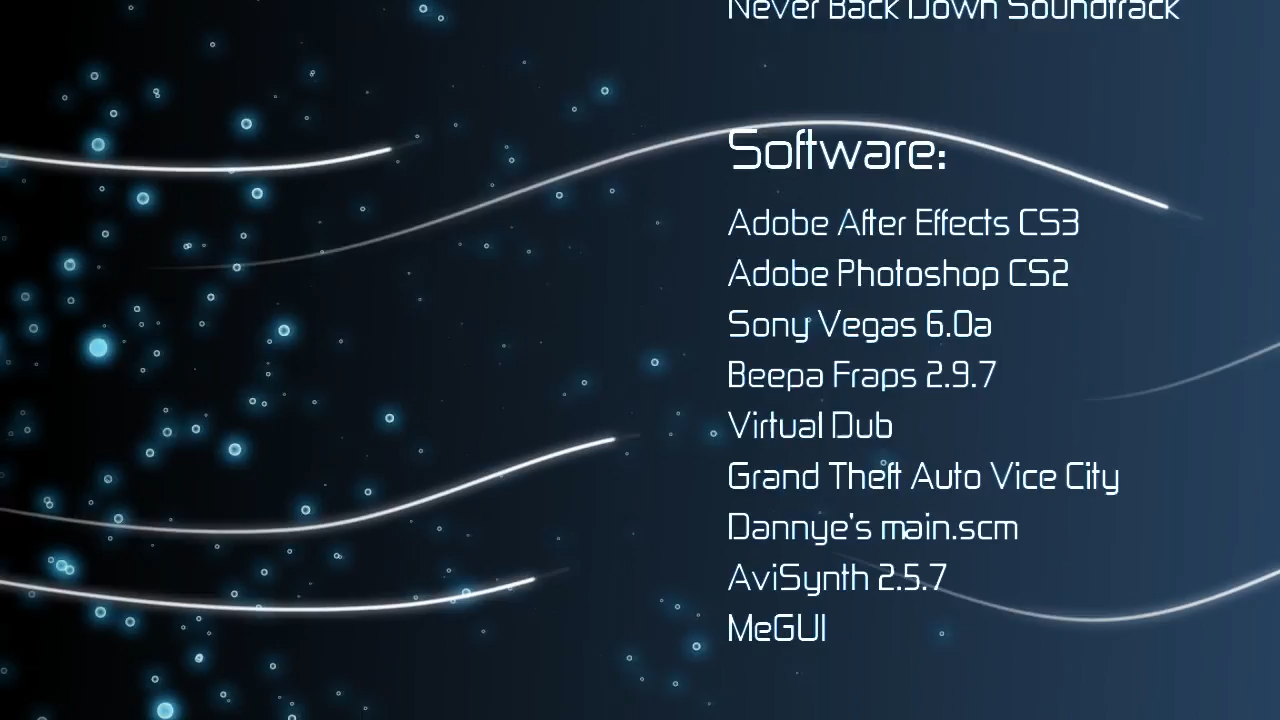 Never Back Down Soundtrack
Software:
Adobe After Effects CS3
Adobe Photoshop CS2
Sony Vegas 6.0a
Beepa Fraps 2.9.7
Virtual Dub
Grand Theft Auto Vice City
Dannye's main.scm
AviSynth 2.5.7
MeGUI